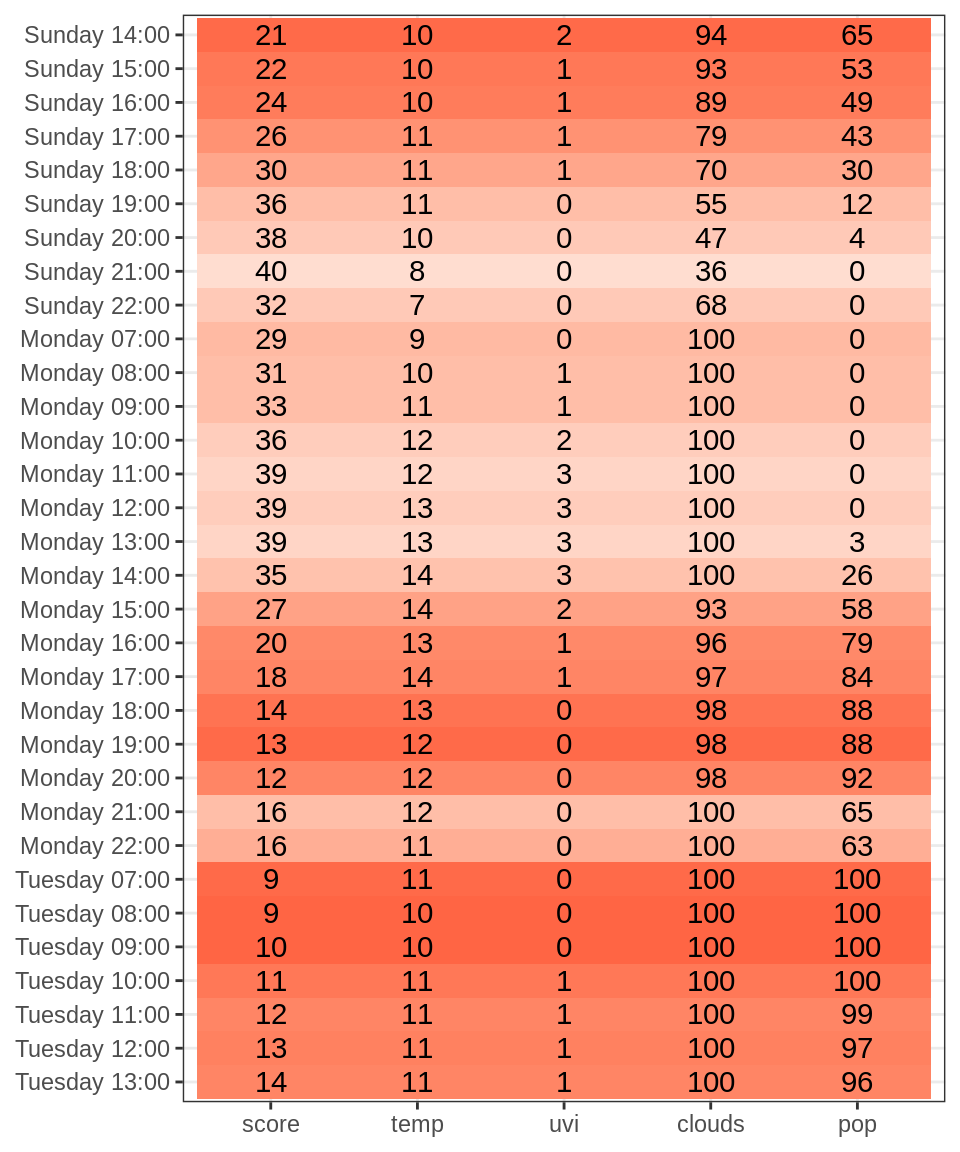 Sunday 14:00 21 10 2 94 65
Sunday 15:00 22 10 1 93 53
Sunday 16:00 24 10 1 89 49
Sunday 17:00 26 11 1 79 43
Sunday 18:00 30 11 1 70 30
Sunday 19:00 36 11 0 55 12
Sunday 20:00 38 10 0 47 4
Sunday 21:00 40 8 0 36 0
Sunday 22:00 32 7 0 68 0
Monday 07:00 29 9 0 100 0
Monday 08:00 31 10 1 100 0
Monday 09:00 33 11 1 100 0
Monday 10:00 36 12 2 100 0
Monday 11:00 39 12 3 100 0
Monday 12:00 39 13 3 100 0
Monday 13:00 39 13 3 100 3
Monday 14:00 35 14 3 100 26
Monday 15:00 27 14 2 93 58
Monday 16:00 20 13 1 96 79
Monday 17:00 18 14 1 97 84
Monday 18:00 14 13 0 98 88
Monday 19:00 13 12 0 98 88
Monday 20:00 12 12 0 98 92
Monday 21:00 16 12 0 100 65
Monday 22:00 16 11 0 100 63
Tuesday 07:00 9 11 0 100 100
Tuesday 08:00 9 10 0 100 100
Tuesday 09:00 10 10 0 100 100
Tuesday 10:00 11 11 1 100 100
Tuesday 11:00 12 11 1 100 99
Tuesday 12:00 13 11 1 100 97
Tuesday 13:00 14 11 1 100 96
score temp uvi clouds pop